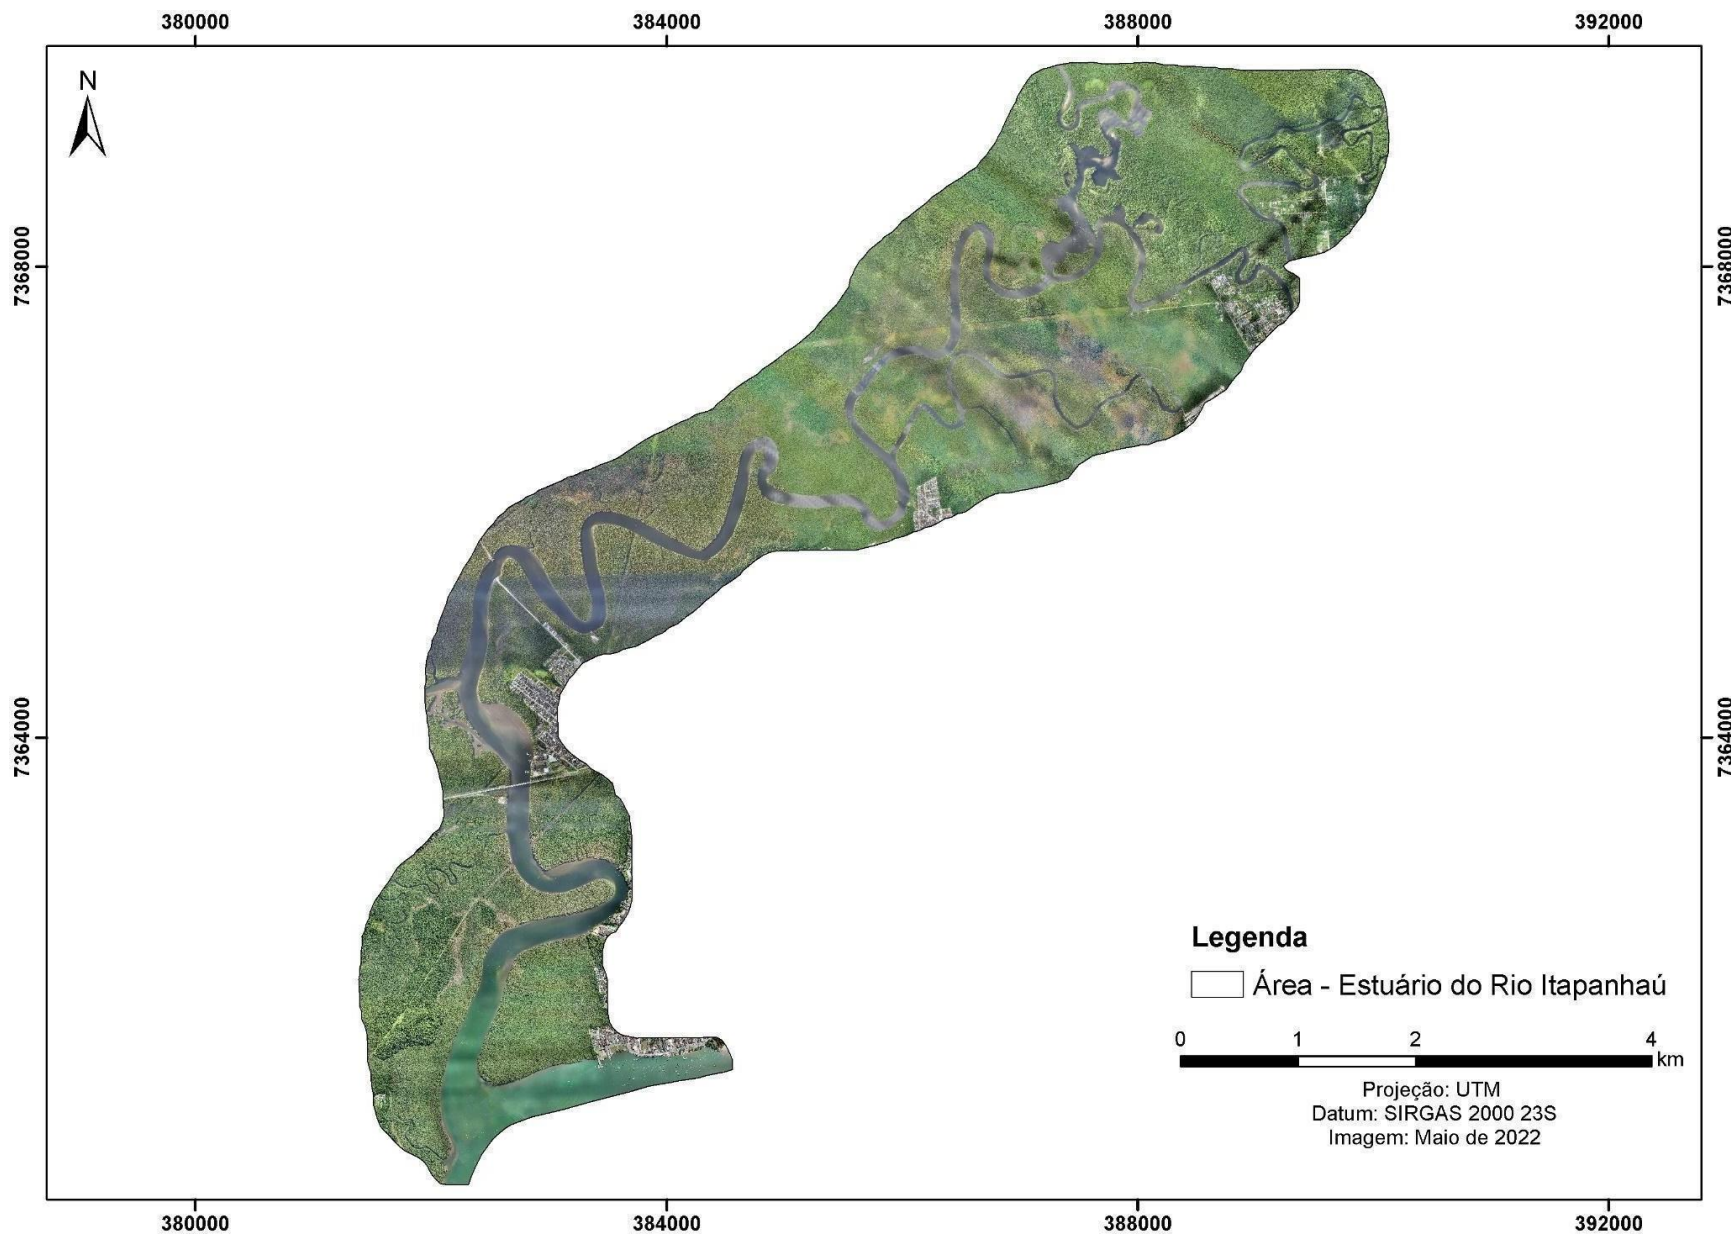 380000 384000 388000 392000
N
7368000 7368000
7364000 7364000
Legenda
Área - Estuário do Rio Itapanhaú
0 1 2 4
km
Projeção: UTM
Datum: SIRGAS 2000 23S
Imagem: Maio de 2022
380000 384000 388000 392000